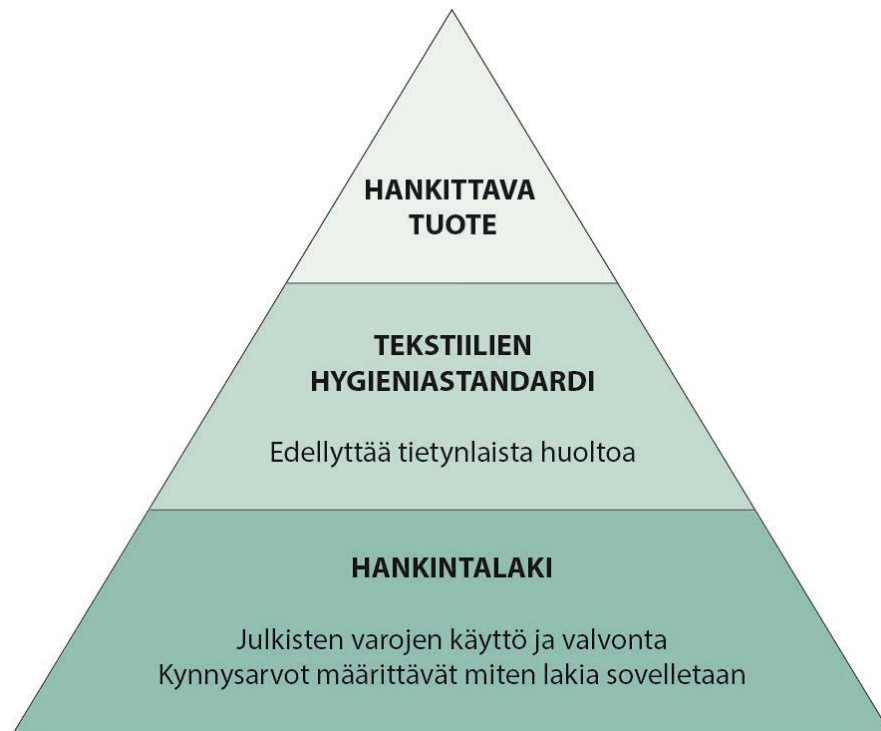 HANKITTAVA
TUOTE
TEKSTIILIEN
HYGIENIASTANDARDI
Edellyttää tietynlaista huoltoa
HANKINTALAKI
Julkisten varojen käyttö ja valvonta
Kynnysarvot määrittävät miten lakia sovelletaan